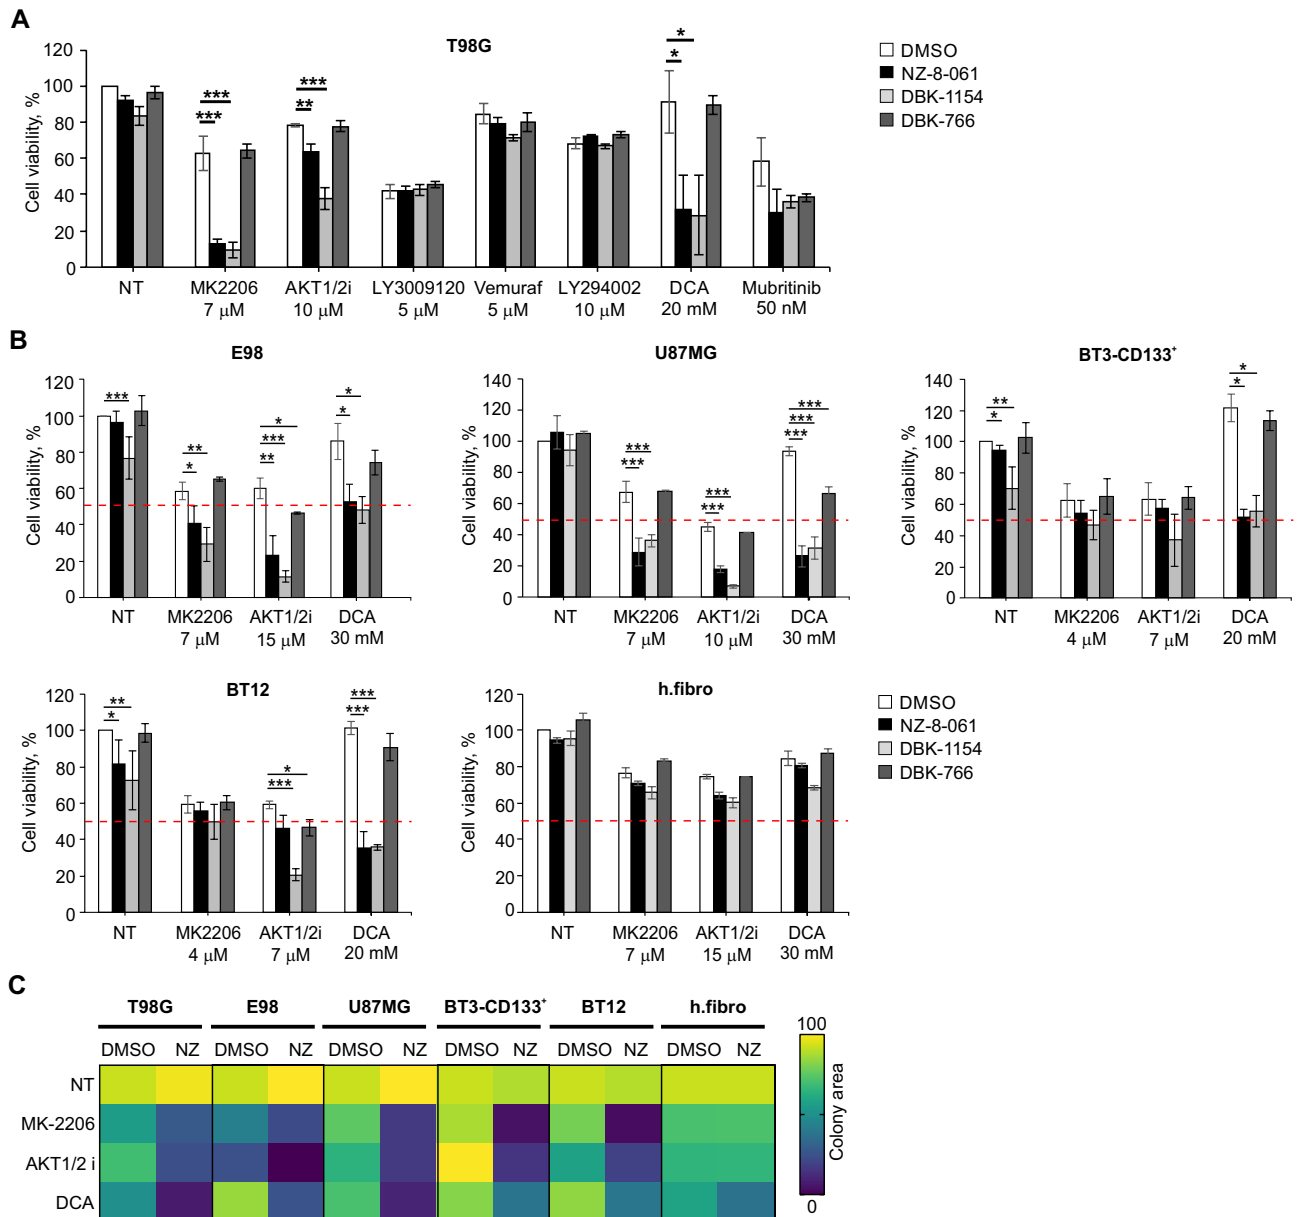 A
T98G
DMSO
NZ-8-061
DBK-1154
DBK-766
Cell viability, %
120
100
80
60
40
20
0
*** *** *** ** * *
NT MK2206 AKT1/2i LY3009120 Vemuraf LY294002 DCA Mubritinib
7 µM 10 µM 5 µM 5 µM 10 µM 20 mM 50 nM
B
E98
Cell viability, %
120
100
80
60
40
20
0
*** ** * * *** ** * *
NT MK2206 AKT1/2i DCA
7 µM 15 µM 30 mM
U87MG
Cell viability, %
140
120
100
80
60
40
20
0
*** *** *** *** *** *** ***
NT MK2206 AKT1/2i DCA
7 µM 10 µM 30 mM
BT3-CD133+
Cell viability, %
140
120
100
80
60
40
20
0
** * * *
NT MK2206 AKT1/2i DCA
4 µM 7 µM 20 mM
BT12
Cell viability, %
120
100
80
60
40
20
0
** * * *** *** ***
NT MK2206 AKT1/2i DCA
4 µM 7 µM 20 mM
h.fibro
Cell viability, %
120
100
80
60
40
20
0
NT MK2206 AKT1/2i DCA
7 µM 15 µM 30 mM
DMSO
NZ-8-061
DBK-1154
DBK-766
C
T98G E98 U87MG BT3-CD133+ BT12 h.fibro
DMSO NZ DMSO NZ DMSO NZ DMSO NZ DMSO NZ DMSO NZ
NT
MK-2206
AKT1/2 i
DCA
100
Colony area
0